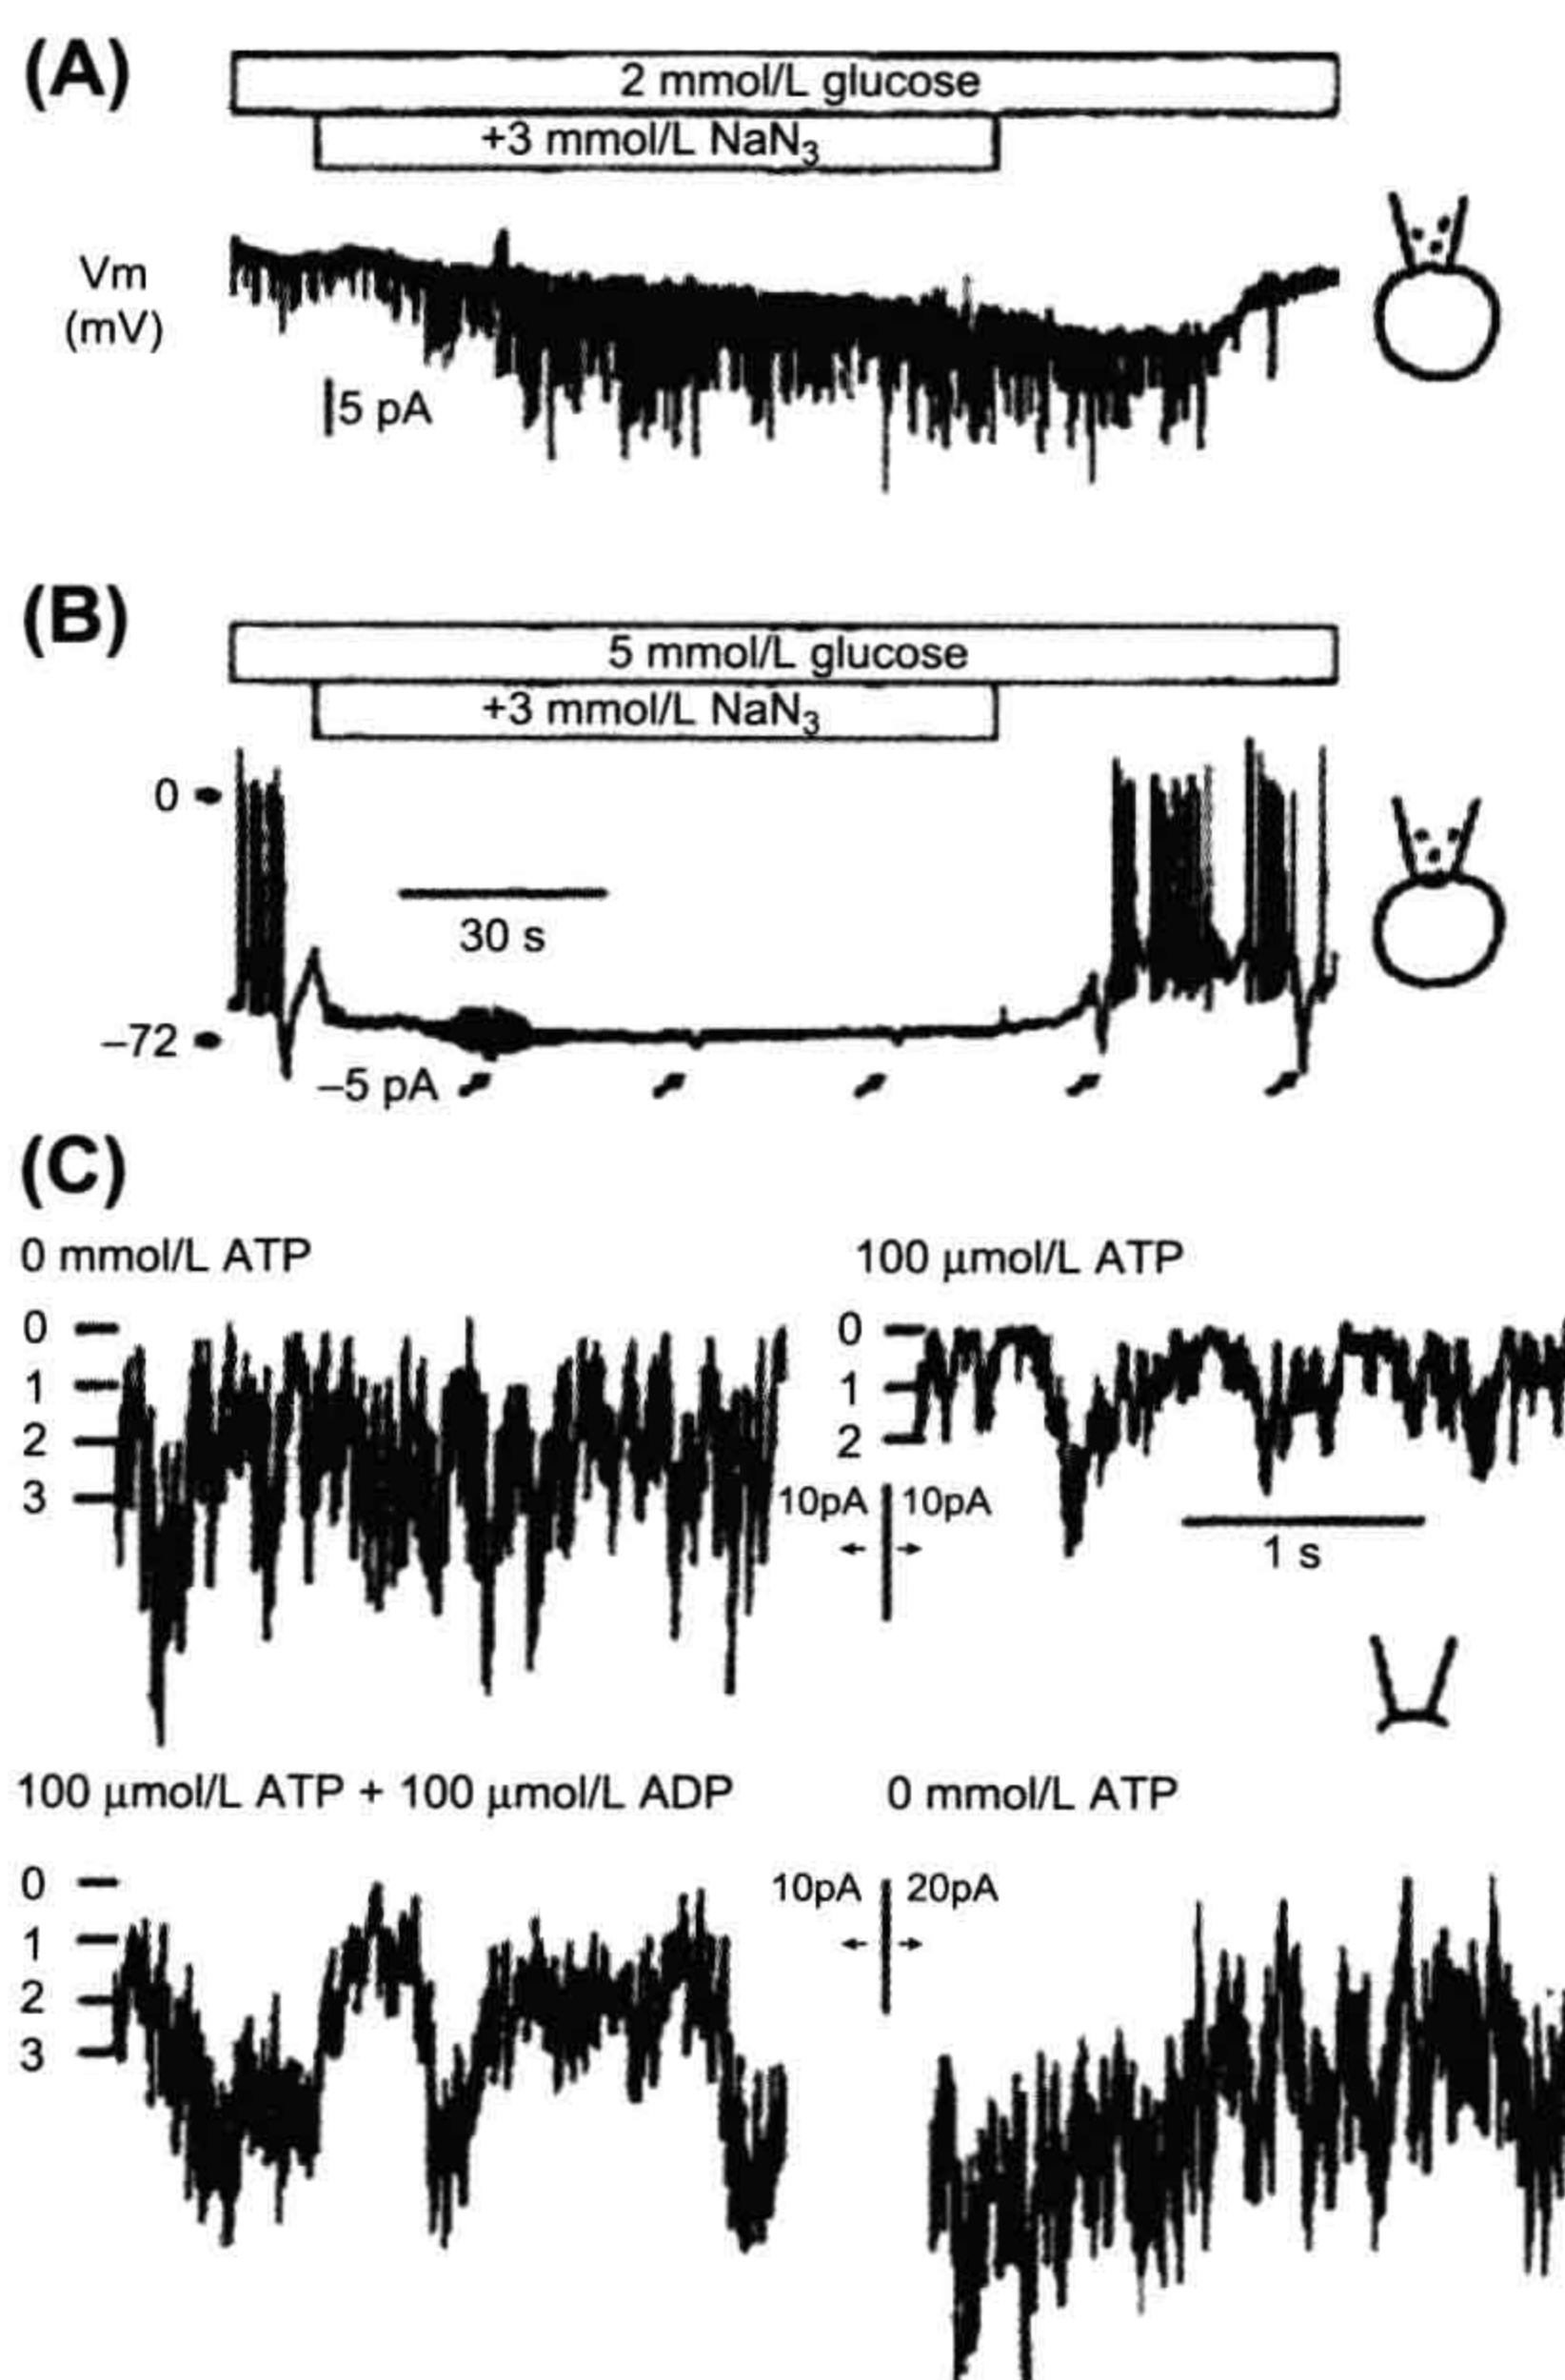 (A)
2 mmol/L glucose
+3 mmol/L NaN₃
Vm
(mV)
5 pA
(B)
5 mmol/L glucose
+3 mmol/L NaN₃
0
30 s
–72
–5 pA
(C)
0 mmol/L ATP
100 μmol/L ATP
0
1
2
3
0
1
2
10pA 10pA
1 s
100 μmol/L ATP + 100 μmol/L ADP
0 mmol/L ATP
0
1
2
3
10pA 20pA